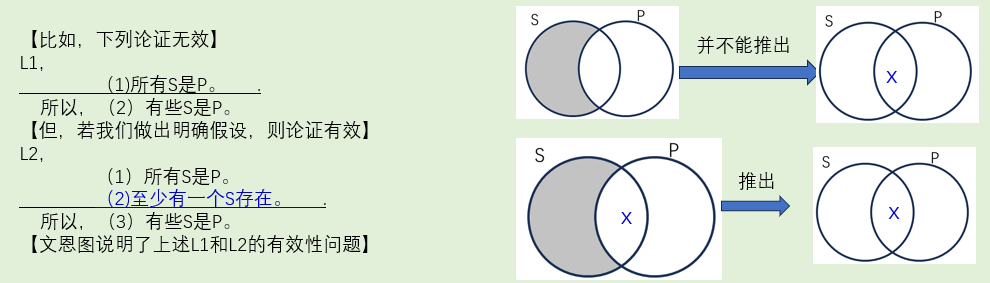 【比如，下列论证无效】
L1，
（1)所有S是P。 .
所以，（2）有些S是P。
【但，若我们做出明确假设，则论证有效】
L2,
（1）所有S是P。
（2)至少有一个S存在。 .
所以，（3）有些S是P。
【文恩图说明了上述L1和L2的有效性问题】
S
P
并不能推出
S
P
X
S
P
X
推出
S
P
X